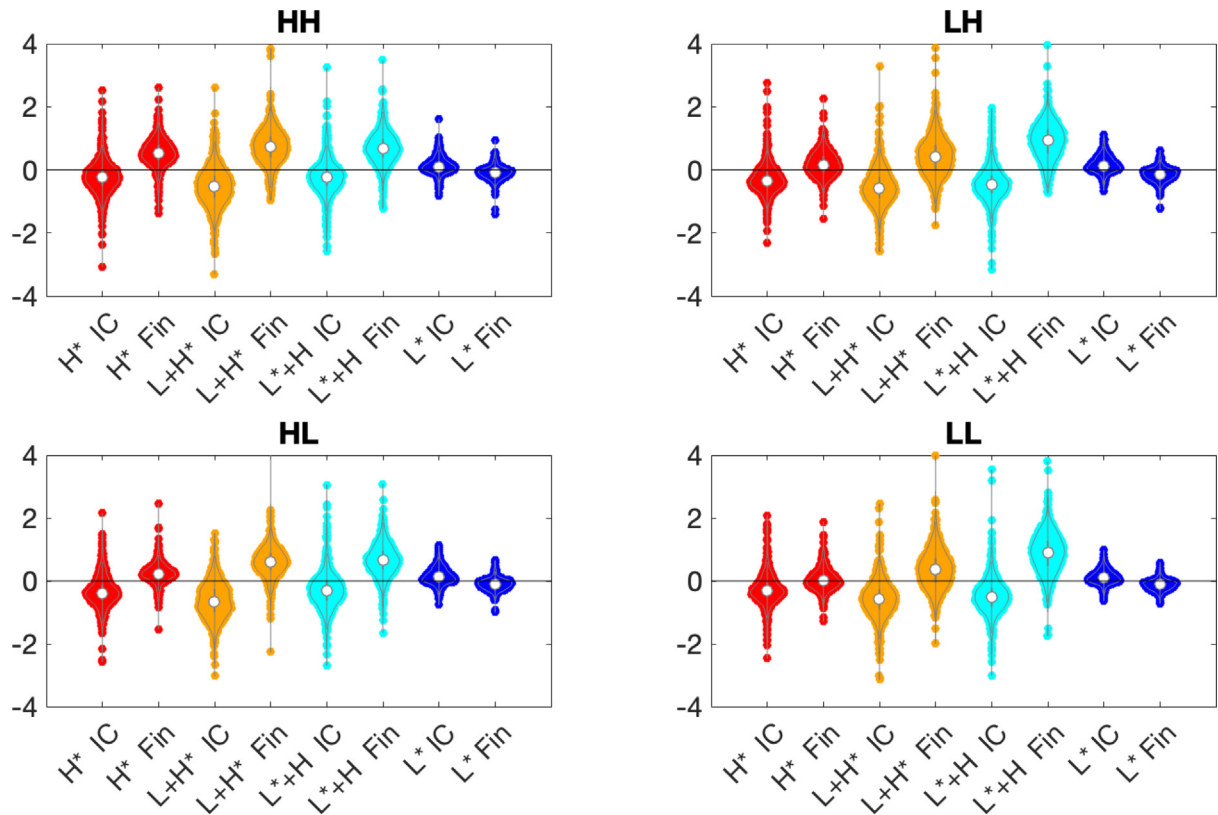 HH
4
2
0
-2
-4
H* IC
H* Fin
L+H* IC
L+H* Fin
L*+H IC
L*+H Fin
L* IC
L* Fin
LH
4
2
0
-2
-4
H* IC
H* Fin
L+H* IC
L+H* Fin
L*+H IC
L*+H Fin
L* IC
L* Fin
HL
4
2
0
-2
-4
H* IC
H* Fin
L+H* IC
L+H* Fin
L*+H IC
L*+H Fin
L* IC
L* Fin
LL
4
2
0
-2
-4
H* IC
H* Fin
L+H* IC
L+H* Fin
L*+H IC
L*+H Fin
L* IC
L* Fin